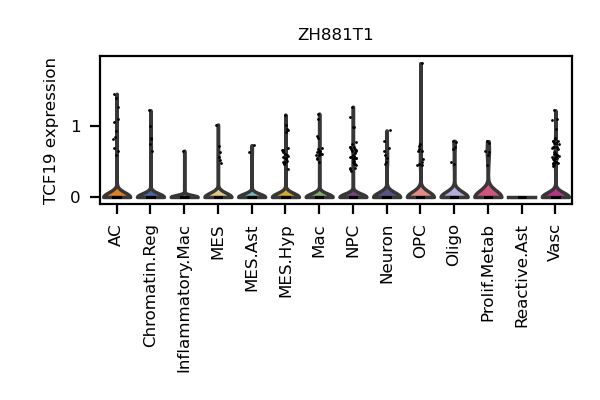 ZH881T1
TCF19 expression
1
0
AC
Chromatin.Reg
Inflammatory.Mac
MES
MES.Ast
MES.Hyp
Mac
NPC
Neuron
OPC
Oligo
Prolif.Metab
Reactive.Ast
Vasc